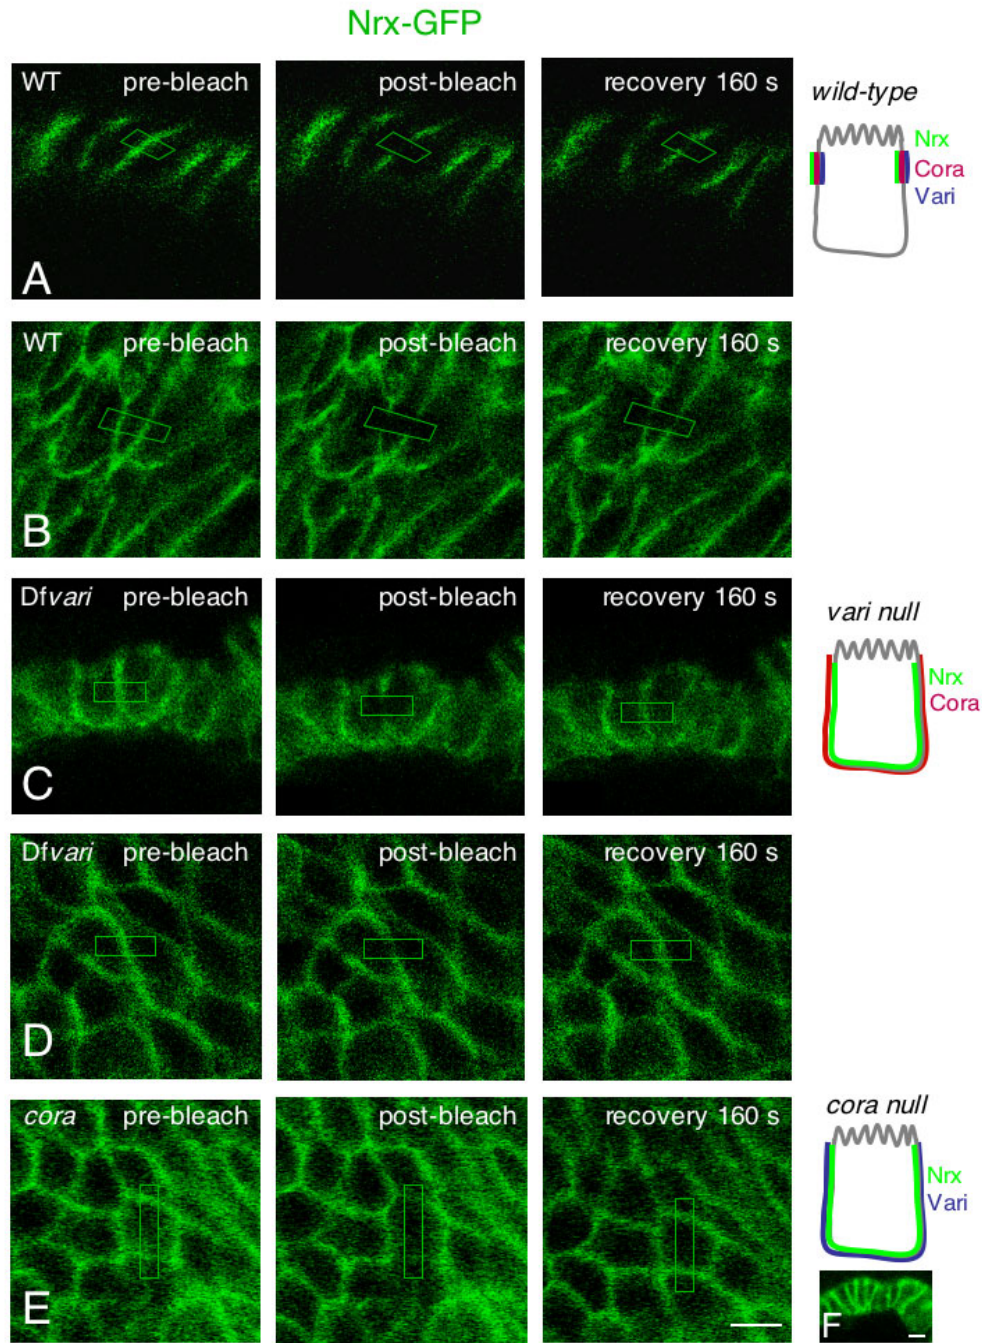 Nrx-GFP
WT pre-bleach post-bleach recovery 160 s
wild-type
Nrx
Cora
Vari
A
WT pre-bleach post-bleach recovery 160 s
B
Dfvari pre-bleach post-bleach recovery 160 s
vari null
Nrx
Cora
C
Dfvari pre-bleach post-bleach recovery 160 s
D
cora pre-bleach post-bleach recovery 160 s
cora null
Nrx
Vari
E
F